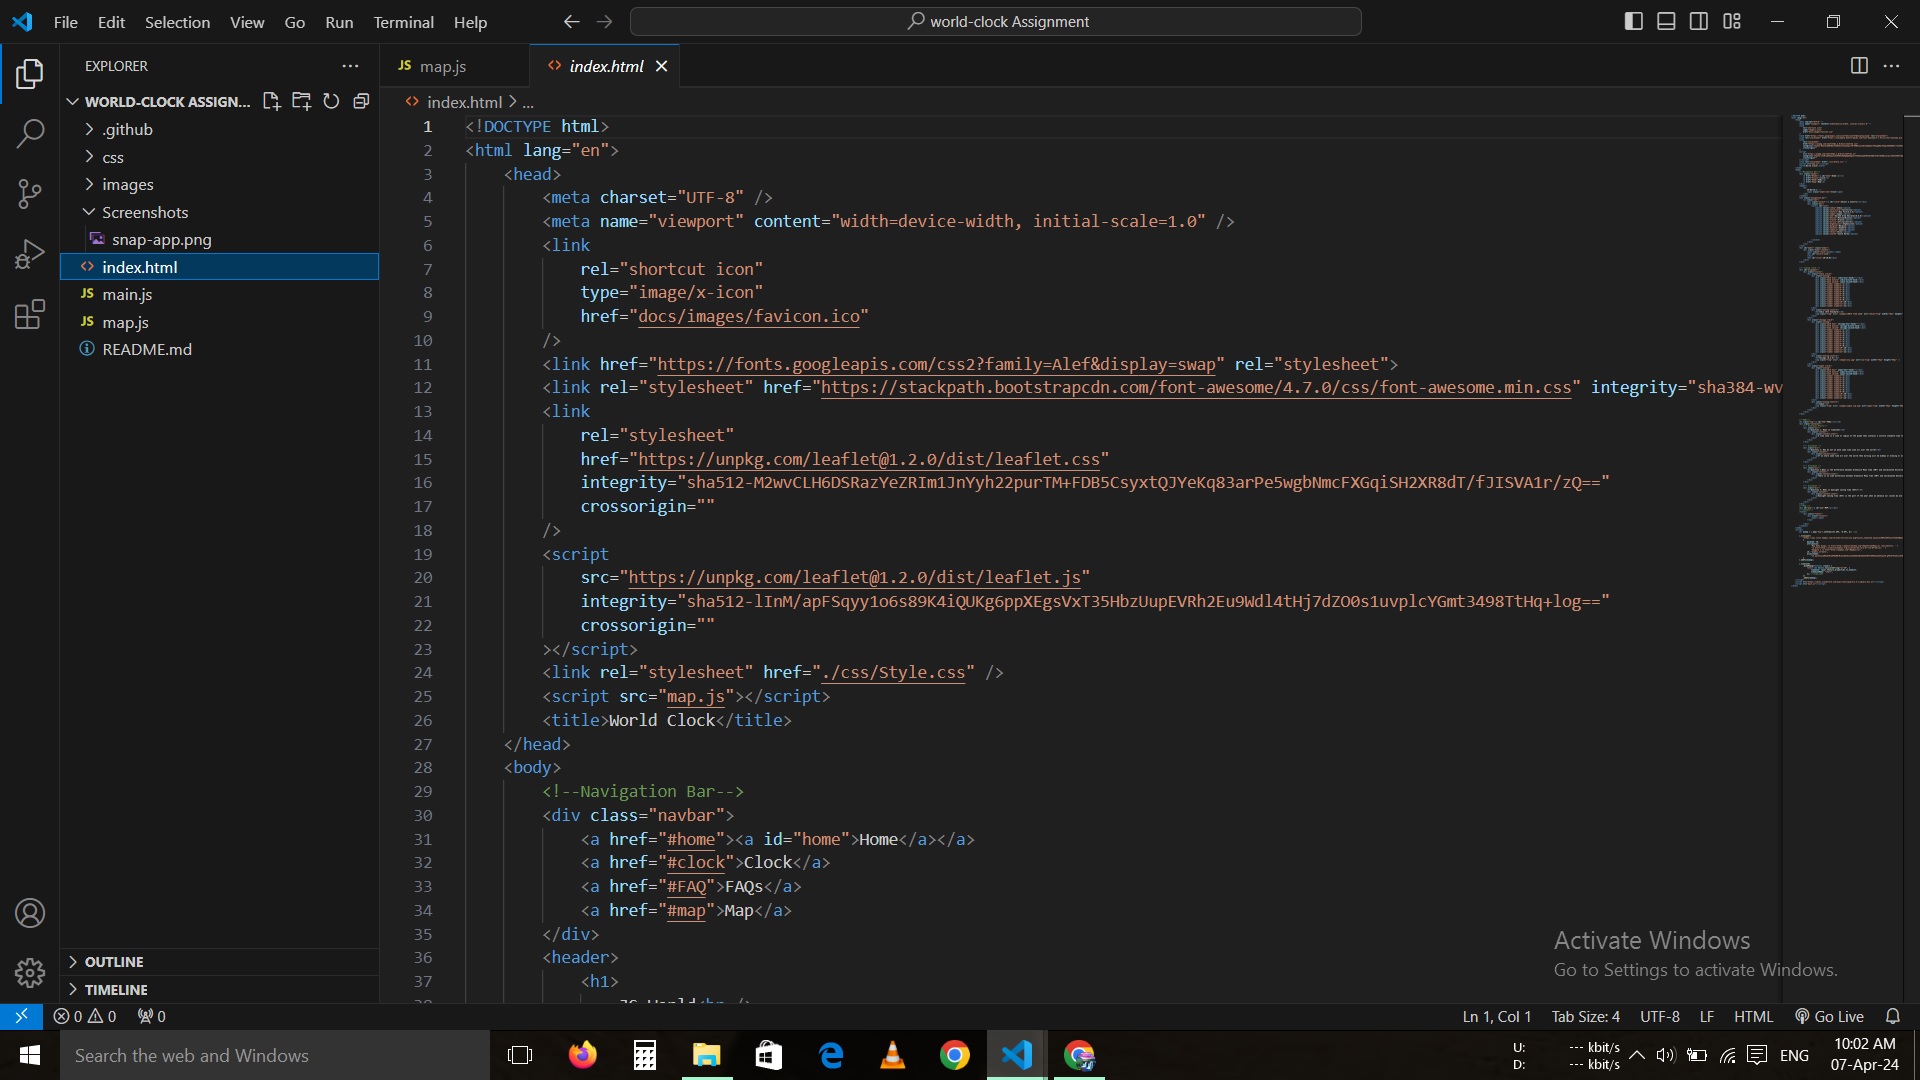 File Edit Selection View Go Run Terminal Help
world-clock Assignment
EXPLORER
map.js
index.html
WORLD-CLOCK ASSIGN...
index.html > ...
.github
css
images
Screenshots
snap-app.png
index.html
main.js
map.js
README.md
OUTLINE
TIMELINE
1 <!DOCTYPE html>
2 <html lang="en">
3 <head>
4 <meta charset="UTF-8" />
5 <meta name="viewport" content="width=device-width, initial-scale=1.0" />
6 <link
7 rel="shortcut icon"
8 type="image/x-icon"
9 href="docs/images/favicon.ico"
10 />
11 <link href="https://fonts.googleapis.com/css2?family=Alef&display=swap" rel="stylesheet">
12 <link rel="stylesheet" href="https://stackpath.bootstrapcdn.com/font-awesome/4.7.0/css/font-awesome.min.css" integrity="sha384-wv
13 <link
14 rel="stylesheet"
15 href="https://unpkg.com/leaflet@1.2.0/dist/leaflet.css"
16 integrity="sha512-M2wvCLH6DSRazYeZRIm1JnYyh22purTM+FDB5CsyxtQJYeKq83arPe5wgbNmcFXGqiSH2XR8dT/fJISVA1r/zQ=="
17 crossorigin=""
18 />
19 <script
20 src="https://unpkg.com/leaflet@1.2.0/dist/leaflet.js"
21 integrity="sha512-lInM/apFSqyy1o6s89K4iQUKg6ppXEgsVxT35HbzUupEVRh2Eu9Wdl4tHj7dZO0s1uvplcYGmt3498TtHq+log=="
22 crossorigin=""
23 ></script>
24 <link rel="stylesheet" href="./css/Style.css" />
25 <script src="map.js"></script>
26 <title>World Clock</title>
27 </head>
28 <body>
29 <!--Navigation Bar-->
30 <div class="navbar">
31 <a href="#home"><a id="home">Home</a></a>
32 <a href="#clock">Clock</a>
33 <a href="#FAQ">FAQs</a>
34 <a href="#map">Map</a>
35 </div>
36 <header>
37 <h1>
Activate Windows
Go to Settings to activate Windows.
0 0 0
Ln 1, Col 1 Tab Size: 4 UTF-8 LF HTML Go Live
Search the web and Windows
U: --- kbit/s
D: --- kbit/s
ENG
10:02 AM
07-Apr-24